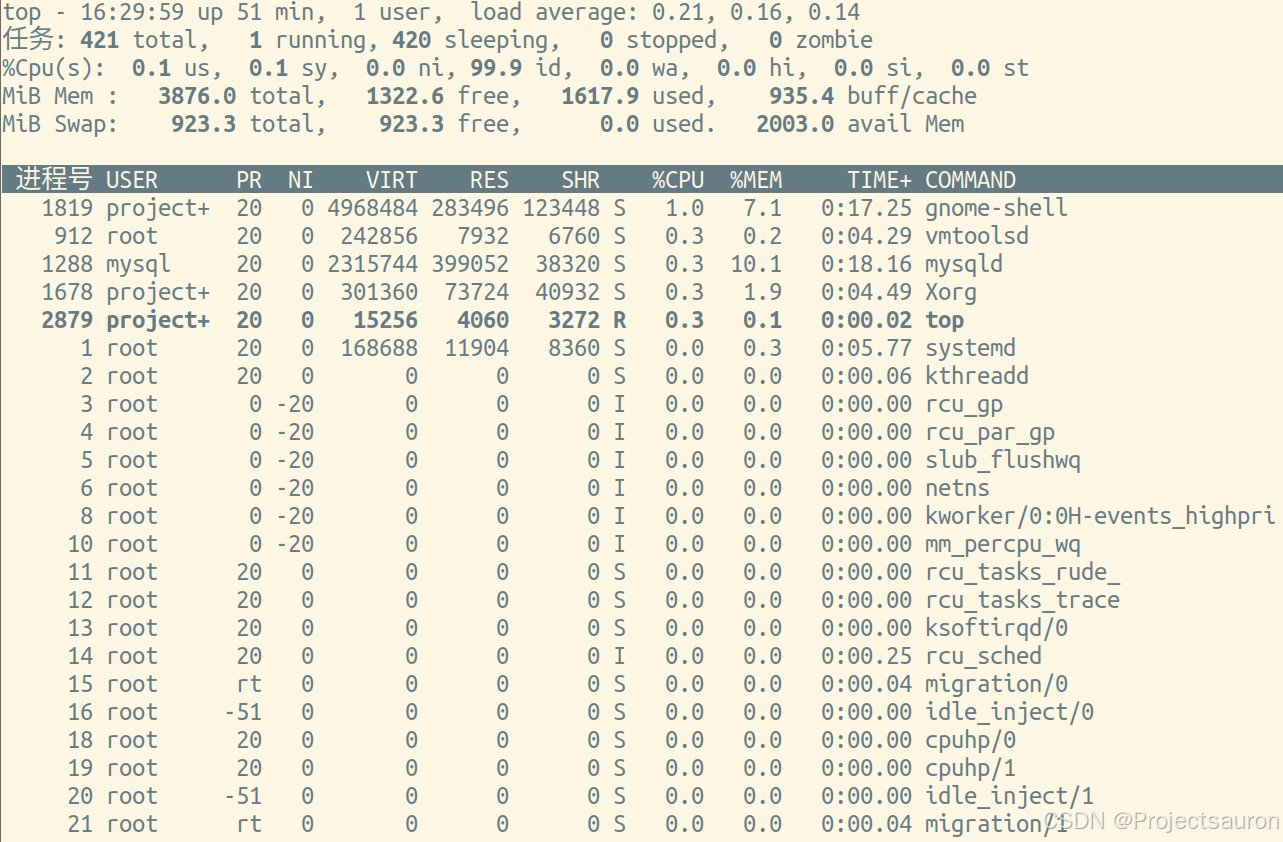 top - 16:29:59 up 51 min,  1 user,  load average: 0.21, 0.16, 0.14
任务: 421 total,   1 running, 420 sleeping,   0 stopped,   0 zombie
%Cpu(s):  0.1 us,  0.1 sy,  0.0 ni, 99.9 id,  0.0 wa,  0.0 hi,  0.0 si,  0.0 st
MiB Mem :   3876.0 total,   1322.6 free,   1617.9 used,    935.4 buff/cache
MiB Swap:    923.3 total,    923.3 free,      0.0 used.   2003.0 avail Mem
进程号 USER      PR  NI    VIRT    RES    SHR    %CPU  %MEM     TIME+ COMMAND
1819 project+  20   0 4968484 283496 123448 S   1.0   7.1   0:17.25 gnome-shell
912 root      20   0  242856   7932   6760 S   0.3   0.2   0:04.29 vmtoolsd
1288 mysql     20   0 2315744 399052  38320 S   0.3  10.1   0:18.16 mysqld
1678 project+  20   0  301360  73724  40932 S   0.3   1.9   0:04.49 Xorg
2879 project+  20   0   15256   4060   3272 R   0.3   0.1   0:00.02 top
1 root      20   0  168688  11904   8360 S   0.0   0.3   0:05.77 systemd
2 root      20   0       0      0      0 S   0.0   0.0   0:00.06 kthreadd
3 root       0 -20       0      0      0 I   0.0   0.0   0:00.00 rcu_gp
4 root       0 -20       0      0      0 I   0.0   0.0   0:00.00 rcu_par_gp
5 root       0 -20       0      0      0 I   0.0   0.0   0:00.00 slub_flushwq
6 root       0 -20       0      0      0 I   0.0   0.0   0:00.00 netns
8 root       0 -20       0      0      0 I   0.0   0.0   0:00.00 kworker/0:0H-events_highpri
10 root       0 -20       0      0      0 I   0.0   0.0   0:00.00 mm_percpu_wq
11 root      20   0       0      0      0 S   0.0   0.0   0:00.00 rcu_tasks_rude_
12 root      20   0       0      0      0 S   0.0   0.0   0:00.00 rcu_tasks_trace
13 root      20   0       0      0      0 S   0.0   0.0   0:00.00 ksoftirqd/0
14 root      20   0       0      0      0 I   0.0   0.0   0:00.25 rcu_sched
15 root      rt   0       0      0      0 S   0.0   0.0   0:00.04 migration/0
16 root     -51   0       0      0      0 S   0.0   0.0   0:00.00 idle_inject/0
18 root      20   0       0      0      0 S   0.0   0.0   0:00.00 cpuhp/0
19 root      20   0       0      0      0 S   0.0   0.0   0:00.00 cpuhp/1
20 root     -51   0       0      0      0 S   0.0   0.0   0:00.00 idle_inject/1
21 root      rt   0       0      0      0 S   0.0   0.0   0:00.04 migration/1
CSDN @Projectsauron